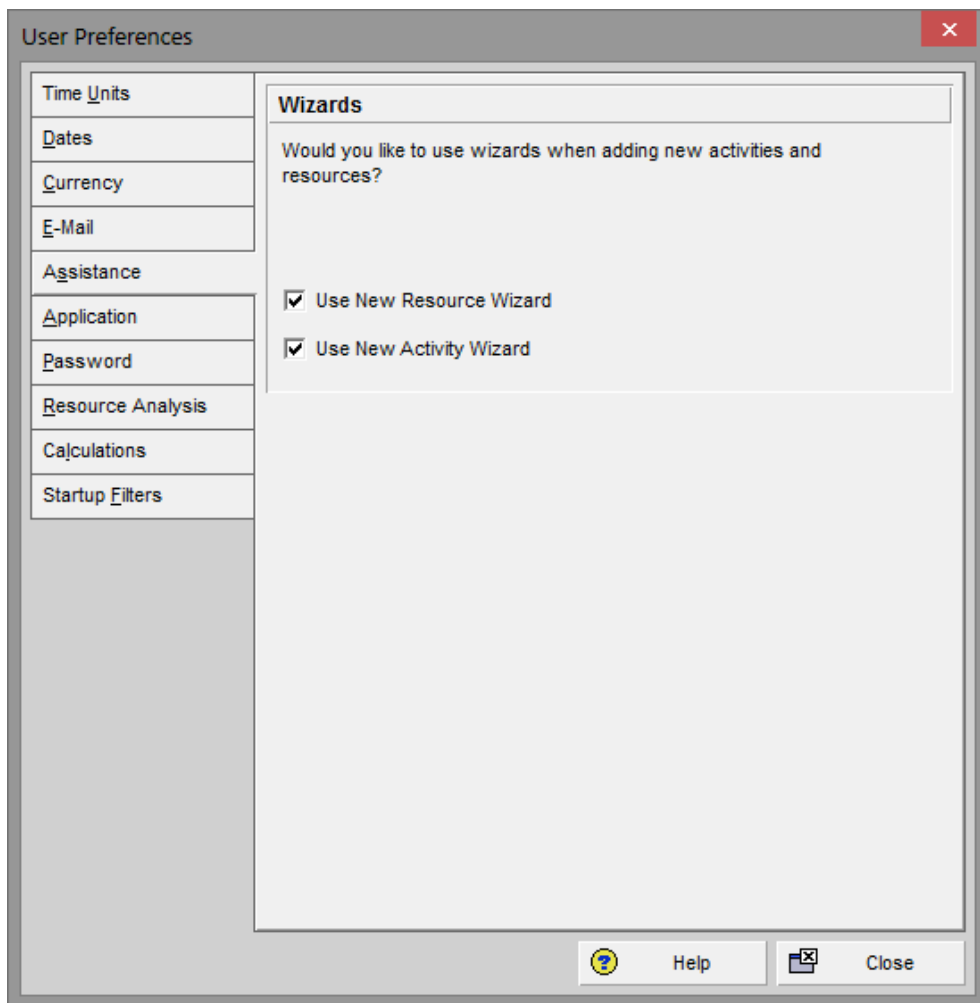 User Preferences
Time Units
Dates
Currency
E-Mail
Assistance
Application
Password
Resource Analysis
Calculations
Startup Filters
Wizards
Would you like to use wizards when adding new activities and
resources?
Use New Resource Wizard
Use New Activity Wizard
Help
Close